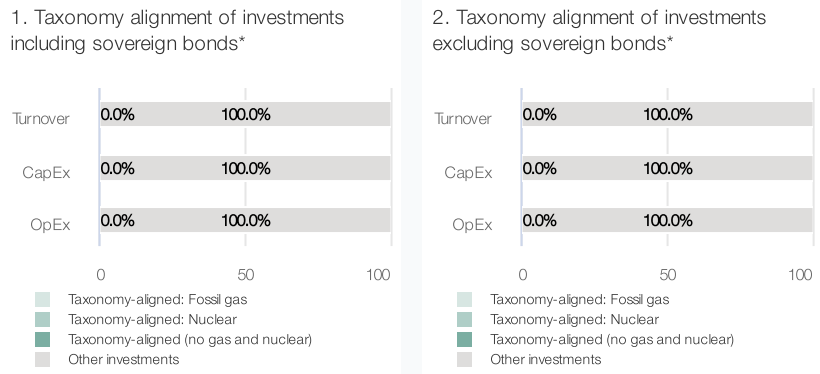 1. Taxonomy alignment of investments
including sovereign bonds*
Turnover
0.0%
100.0%
CapEx
0.0%
100.0%
OpEx
0.0%
100.0%
0
50
100
Taxonomy-aligned: Fossil gas
Taxonomy-aligned: Nuclear
Taxonomy-aligned (no gas and nuclear)
Other investments
2. Taxonomy alignment of investments
excluding sovereign bonds*
Turnover
0.0%
100.0%
CapEx
0.0%
100.0%
OpEx
0.0%
100.0%
0
50
100
Taxonomy-aligned: Fossil gas
Taxonomy-aligned: Nuclear
Taxonomy-aligned (no gas and nuclear)
Other investments